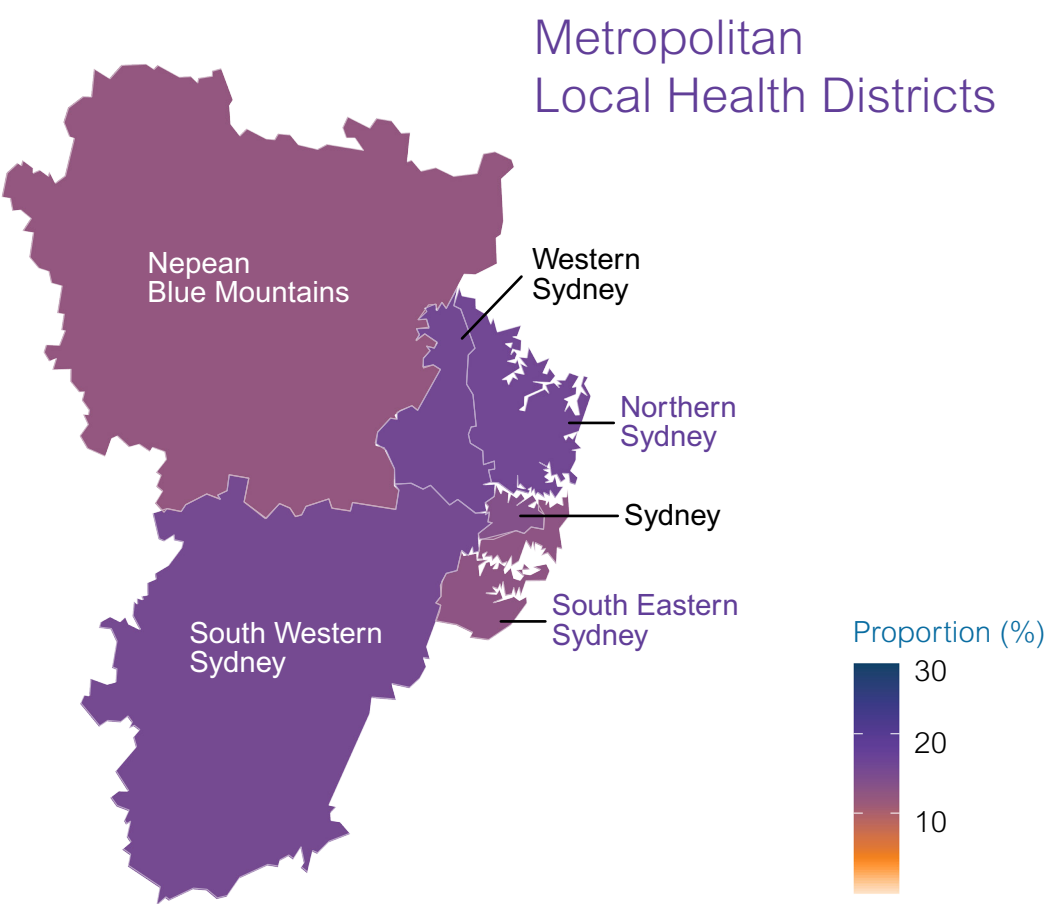 Metropolitan
Local Health Districts
Nepean
Blue Mountains
Western
Sydney
Northern
Sydney
Sydney
South Eastern
Sydney
South Western
Sydney
Proportion (%)
30
20
10